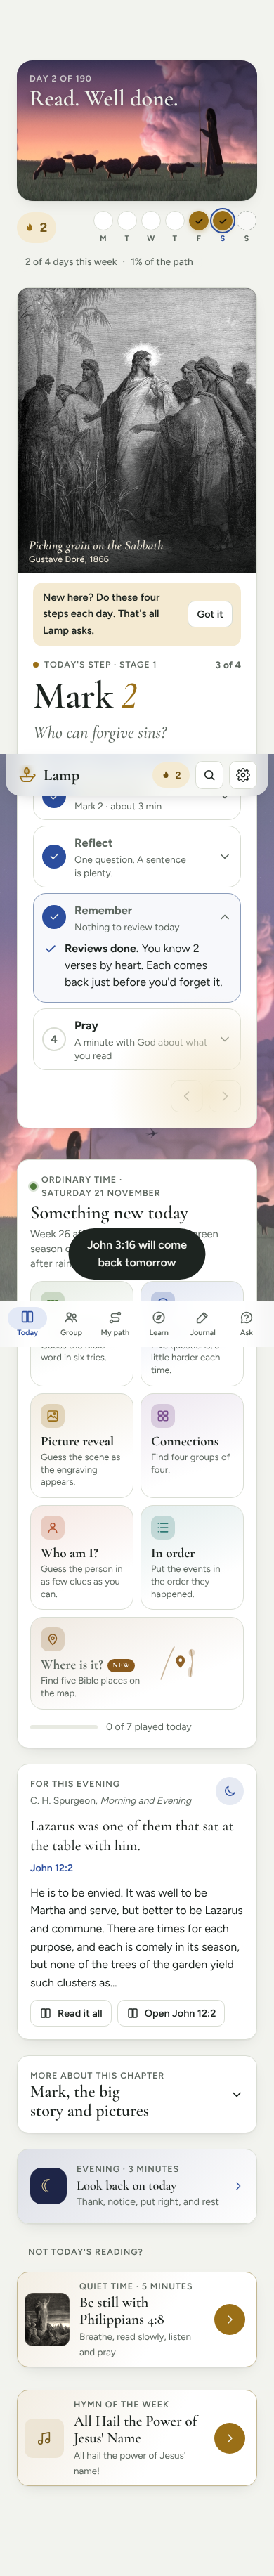 DAY 2 OF 190
Read. Well done.
2
M T W T F S S
2 of 4 days this week · 1% of the path
Picking grain on the Sabbath
Gustave Doré, 1866
New here? Do these four
steps each day. That's all
Lamp asks.
Got it
TODAY'S STEP · STAGE 1
3 of 4
Mark 2
Who can forgive sins?
Lamp
2
Mark 2 · about 3 min
Reflect
One question. A sentence
is plenty.
Remember
Nothing to review today
Reviews done. You know 2
verses by heart. Each comes
back just before you'd forget it.
4
Pray
A minute with God about what
you read
ORDINARY TIME ·
SATURDAY 21 NOVEMBER
Something new today
Week 26 af
green
season o
after rain
John 3:16 will come
back tomorrow
Today
Group
My path
Learn
Journal
Ask
word in six tries.
little harder each
time.
Picture reveal
Guess the scene as
the engraving
appears.
Connections
Find four groups of
four.
Who am I?
Guess the person in
as few clues as you
can.
In order
Put the events in
the order they
happened.
Where is it? NEW
Find five Bible places on
the map.
0 of 7 played today
FOR THIS EVENING
C. H. Spurgeon, Morning and Evening
Lazarus was one of them that sat at
the table with him.
John 12:2
He is to be envied. It was well to be
Martha and serve, but better to be Lazarus
and commune. There are times for each
purpose, and each is comely in its season,
but none of the trees of the garden yield
such clusters as…
Read it all
Open John 12:2
MORE ABOUT THIS CHAPTER
Mark, the big
story and pictures
EVENING · 3 MINUTES
Look back on today
Thank, notice, put right, and rest
NOT TODAY'S READING?
QUIET TIME · 5 MINUTES
Be still with
Philippians 4:8
Breathe, read slowly, listen
and pray
HYMN OF THE WEEK
All Hail the Power of
Jesus' Name
All hail the power of Jesus'
name!